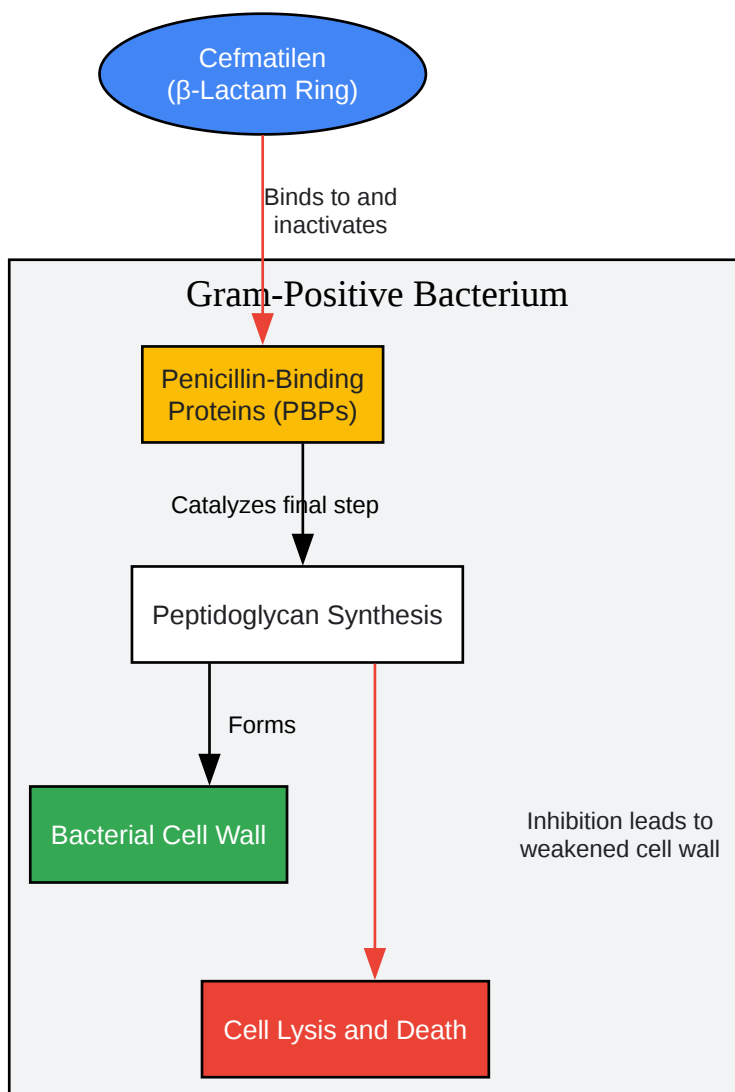 Cefmatilen
(β-Lactam Ring)
Binds to and
inactivates
Gram-Positive Bacterium
Penicillin-Binding
Proteins (PBPs)
Catalyzes final step
Peptidoglycan Synthesis
Forms
Bacterial Cell Wall
Inhibition leads to
weakened cell wall
Cell Lysis and Death